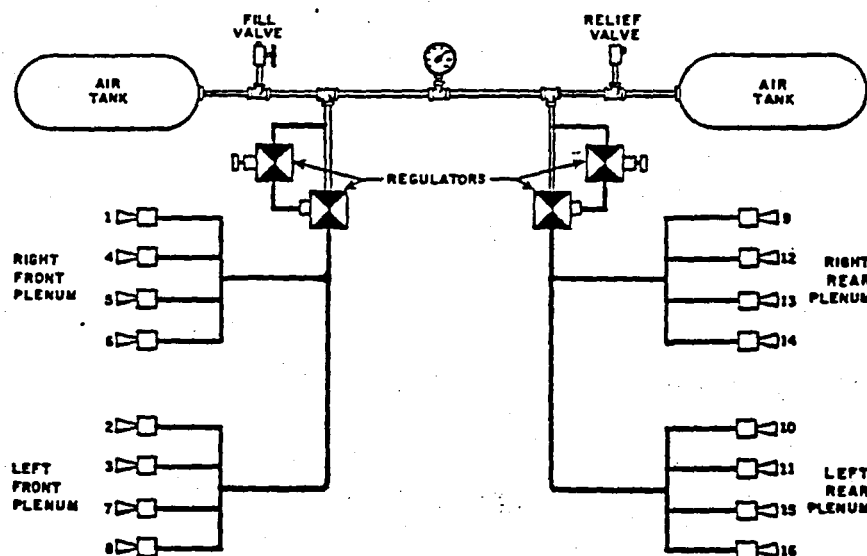 FILL
VALVE
RELIEF
VALVE
AIR
TANK
AIR
TANK
REGULATORS
1
4
5
6
RIGHT
FRONT
PLENUM
9
12
13
14
RIGHT
REAR
PLENUM
2
3
7
8
LEFT
FRONT
PLENUM
10
11
15
16
LEFT
REAR
PLENUM